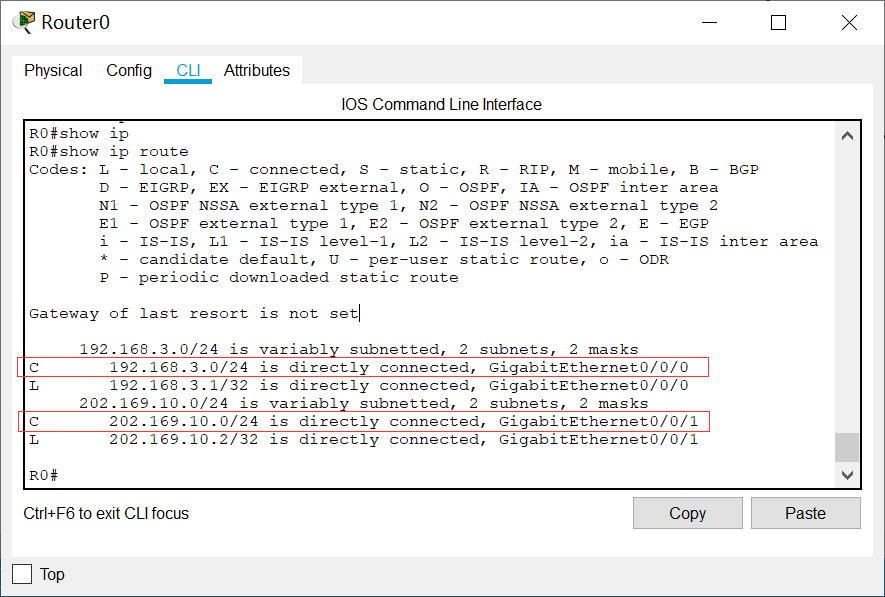 Router0
Physical Config CLI Attributes
IOS Command Line Interface
R0#show ip
R0#show ip route
Codes: L - local, C - connected, S - static, R - RIP, M - mobile, B - BGP
D - EIGRP, EX - EIGRP external, O - OSPF, IA - OSPF inter area
N1 - OSPF NSSA external type 1, N2 - OSPF NSSA external type 2
E1 - OSPF external type 1, E2 - OSPF external type 2, E - EGP
i - IS-IS, L1 - IS-IS level-1, L2 - IS-IS level-2, ia - IS-IS inter area
* - candidate default, U - per-user static route, o - ODR
P - periodic downloaded static route
Gateway of last resort is not set
192.168.3.0/24 is variably subnetted, 2 subnets, 2 masks
C 192.168.3.0/24 is directly connected, GigabitEthernet0/0/0
L 192.168.3.1/32 is directly connected, GigabitEthernet0/0/0
202.169.10.0/24 is variably subnetted, 2 subnets, 2 masks
C 202.169.10.0/24 is directly connected, GigabitEthernet0/0/1
L 202.169.10.2/32 is directly connected, GigabitEthernet0/0/1
R0#
Ctrl+F6 to exit CLI focus
Copy Paste
Top